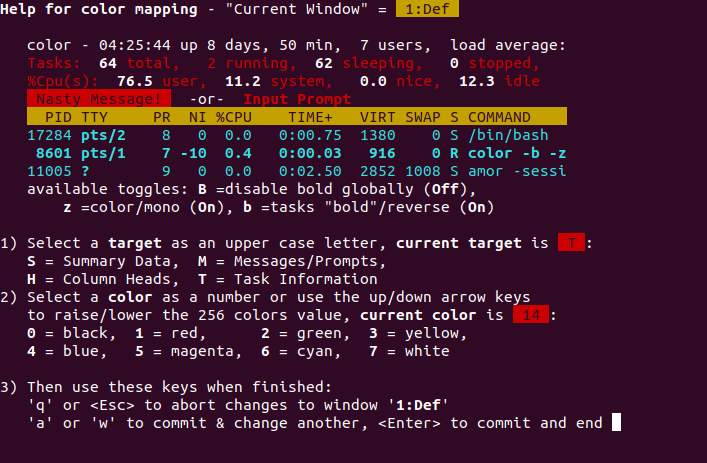 Help for color mapping - "Current Window" = 1:Def
color - 04:25:44 up 8 days, 50 min, 7 users, load average:
Tasks: 64 total, 2 running, 62 sleeping, 0 stopped,
%Cpu(s): 76.5 user, 11.2 system, 0.0 nice, 12.3 idle
Nasty Message! -or- Input Prompt
PID TTY PR NI %CPU TIME+ VIRT SWAP S COMMAND
17284 pts/2 8 0 0.0 0:00.75 1380 0 S /bin/bash
8601 pts/1 7 -10 0.4 0:00.03 916 0 R color -b -z
11005 ? 9 0 0.0 0:02.50 2852 1008 S amor -sessi
available toggles: B =disable bold globally (Off),
z =color/mono (On), b =tasks "bold"/reverse (On)
1) Select a target as an upper case letter, current target is T :
S = Summary Data, M = Messages/Prompts,
H = Column Heads, T = Task Information
2) Select a color as a number or use the up/down arrow keys
to raise/lower the 256 colors value, current color is 14 :
0 = black, 1 = red, 2 = green, 3 = yellow,
4 = blue, 5 = magenta, 6 = cyan, 7 = white
3) Then use these keys when finished:
'q' or <Esc> to abort changes to window '1:Def'
'a' or 'w' to commit & change another, <Enter> to commit and end